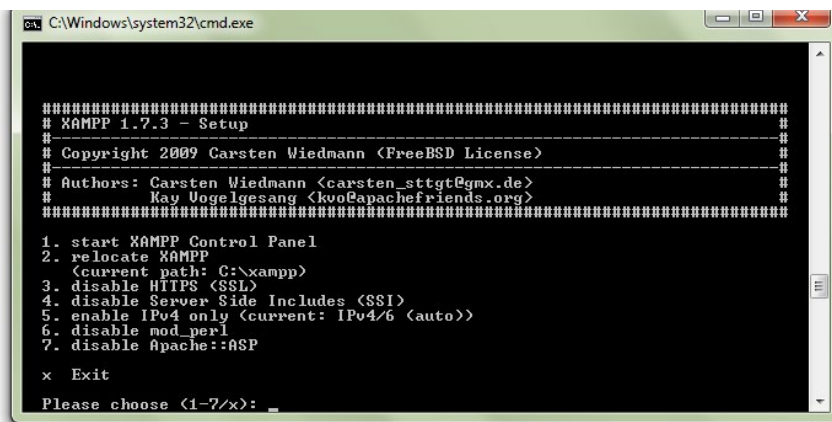 C:\Windows\system32\cmd.exe
###########################################################################
# XAMPP 1.7.3 - Setup #
#-------------------------------------------------------------------------#
# Copyright 2009 Carsten Wiedmann (FreeBSD License) #
#-------------------------------------------------------------------------#
# Authors: Carsten Wiedmann <carsten_sttgt@gmx.de> #
# Kay Vogelgesang <kvo@apachefriends.org> #
###########################################################################
1. start XAMPP Control Panel
2. relocate XAMPP
(current path: C:\xampp)
3. disable HTTPS (SSL)
4. disable Server Side Includes (SSI)
5. enable IPv4 only (current: IPv4/6 (auto))
6. disable mod_perl
7. disable Apache::ASP
x Exit
Please choose (1-7/x): _